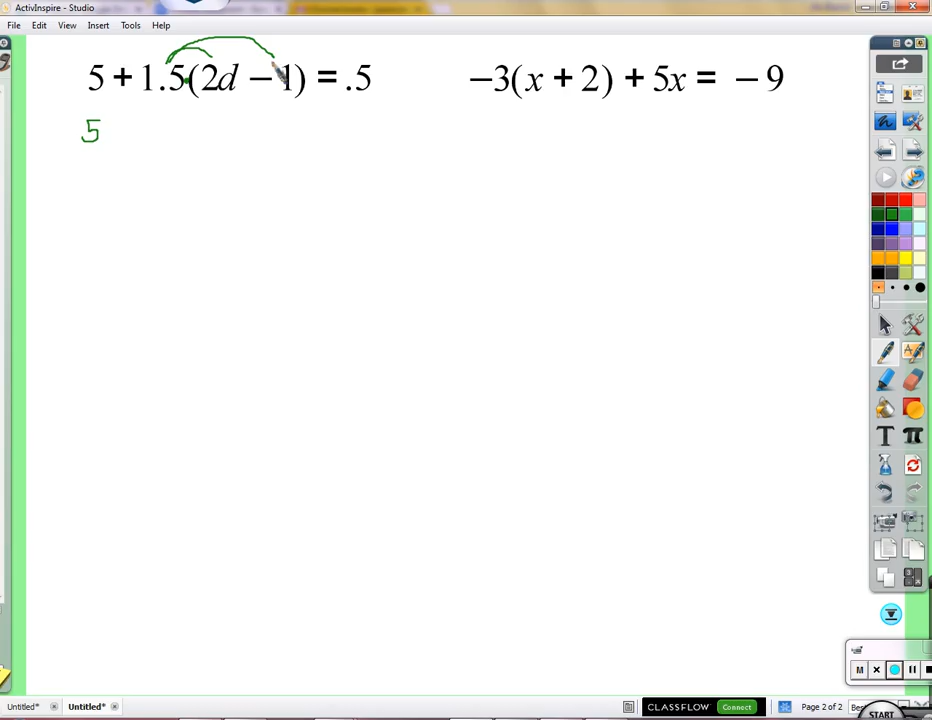 ActivInspire - Studio
File Edit View Insert Tools Help
5 + 1.5(2d − 1) = .5
−3(x + 2) + 5x = − 9
5
T π
M
Untitled* Untitled*
CLASSFLOW Connect
Page 2 of 2
START